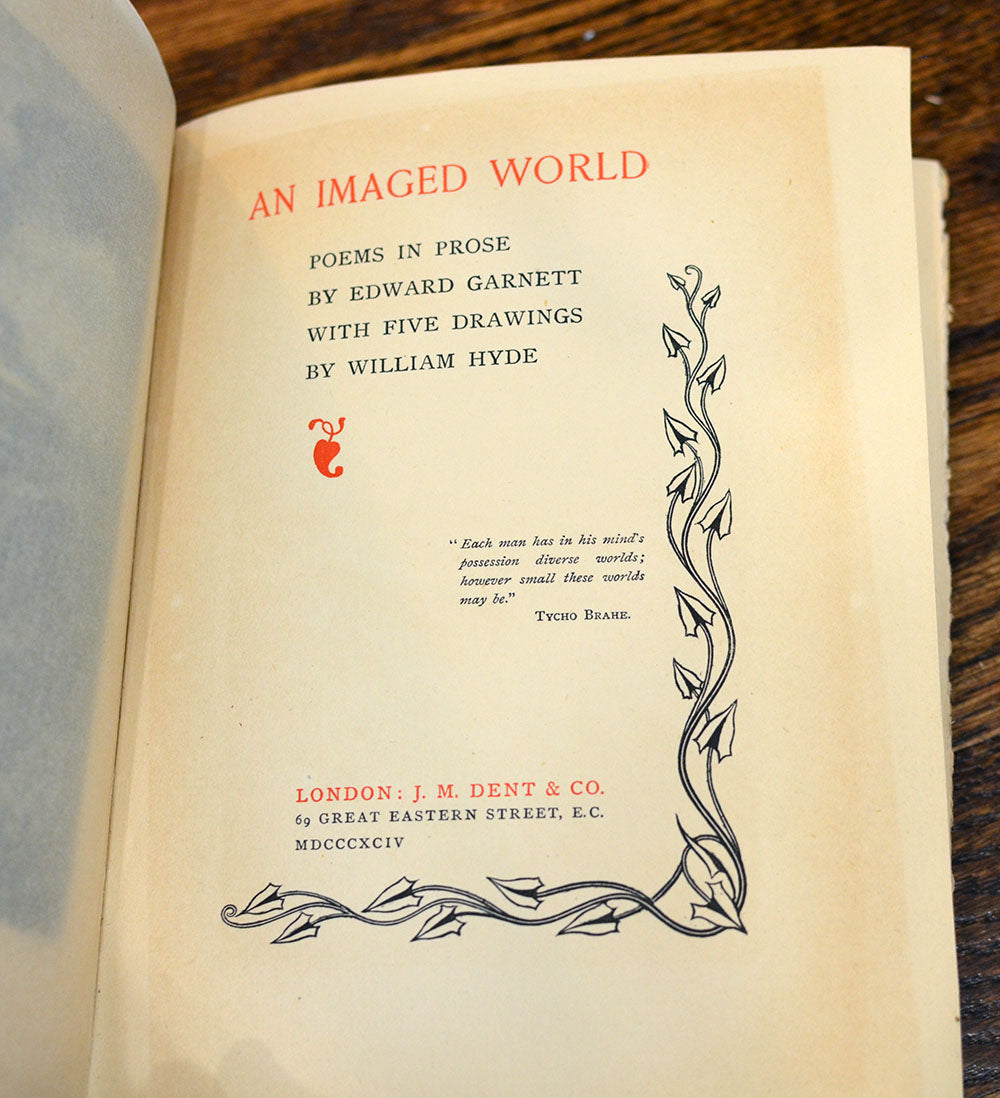 AN IMAGED WORLD
POEMS IN PROSE
BY EDWARD GARNETT
WITH FIVE DRAWINGS
BY WILLIAM HYDE
“Each man has in his mind's
possession diverse worlds;
however small these worlds
may be.”
TYCHO BRAHE.
LONDON: J. M. DENT & CO.
69 GREAT EASTERN STREET, E.C.
MDCCCXCIV